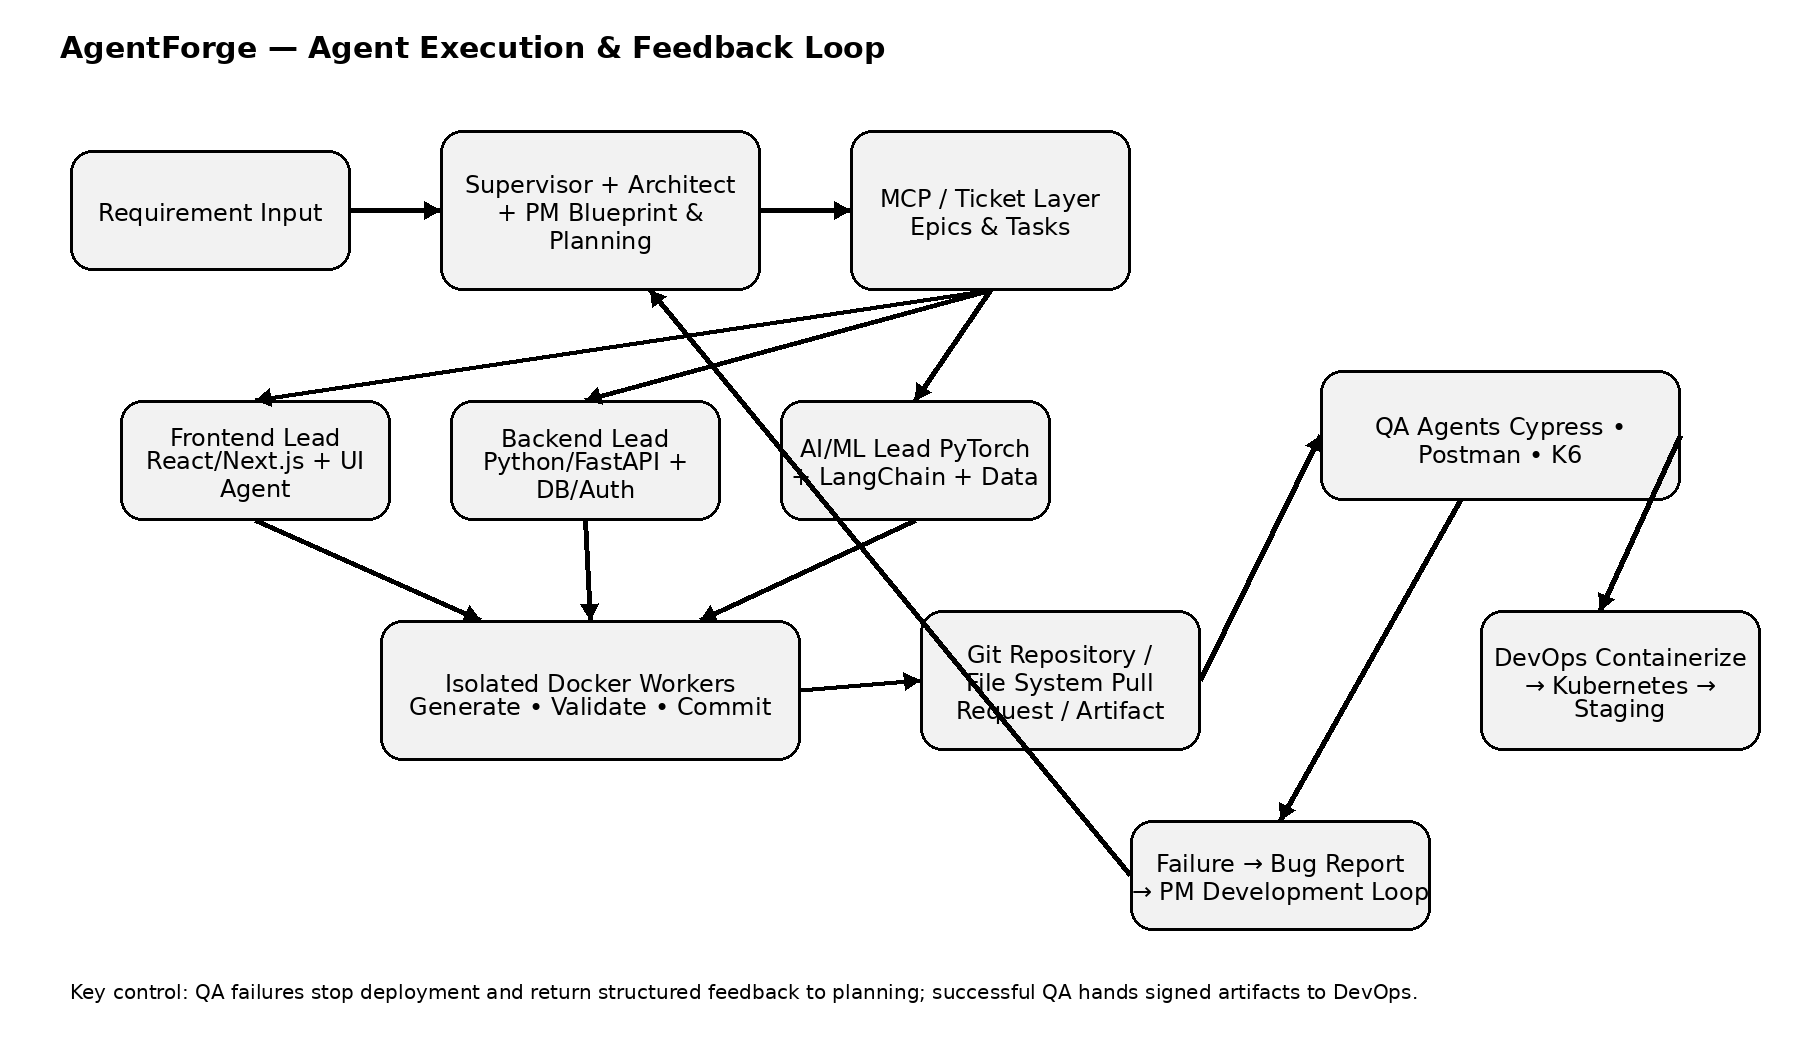 AgentForge — Agent Execution & Feedback Loop
Requirement Input
Supervisor + Architect
+ PM Blueprint &
Planning
MCP / Ticket Layer
Epics & Tasks
Frontend Lead
React/Next.js + UI
Agent
Backend Lead
Python/FastAPI +
DB/Auth
AI/ML Lead PyTorch
+ LangChain + Data
QA Agents Cypress •
Postman • K6
Isolated Docker Workers
Generate • Validate • Commit
Git Repository /
File System Pull
Request / Artifact
DevOps Containerize
→ Kubernetes →
Staging
Failure → Bug Report
→ PM Development Loop
Key control: QA failures stop deployment and return structured feedback to planning; successful QA hands signed artifacts to DevOps.